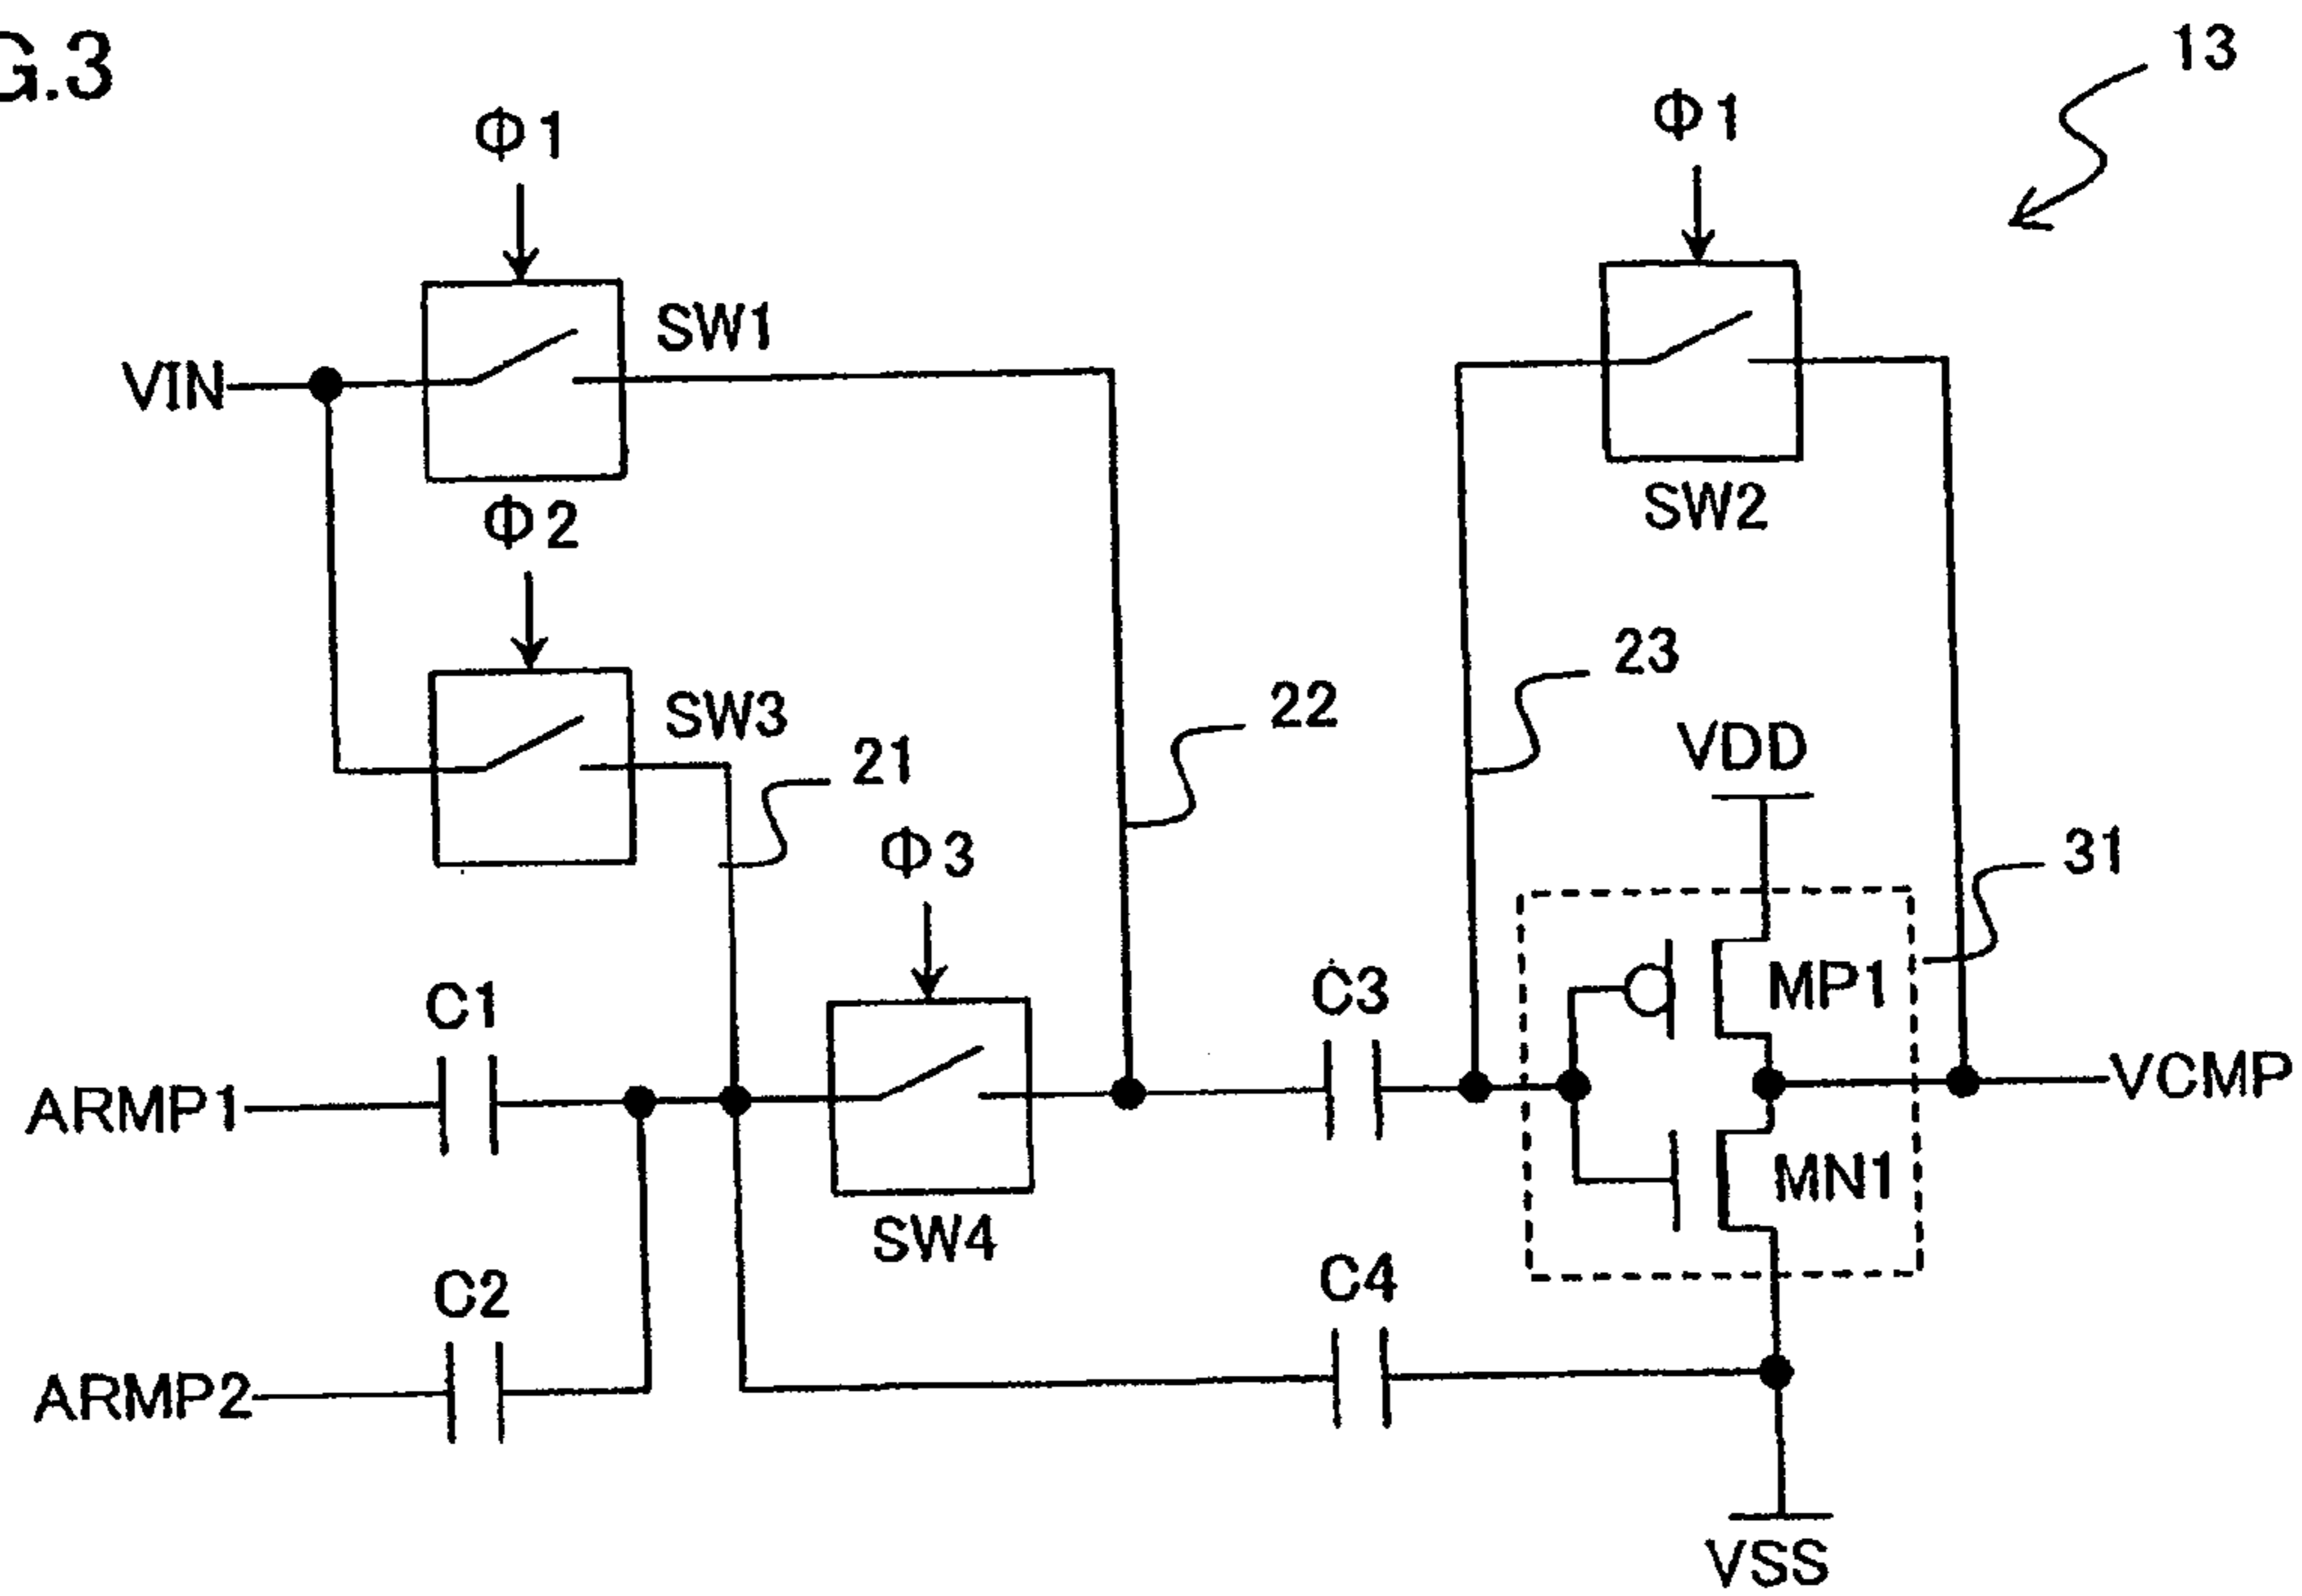 G.3
13
Φ1
Φ1
SW1
VIN
SW2
Φ2
23
SW3
22
21
VDD
Φ3
31
C3
MP1
C1
ARMP1
VCMP
MN1
SW4
C4
C2
ARMP2
VSS